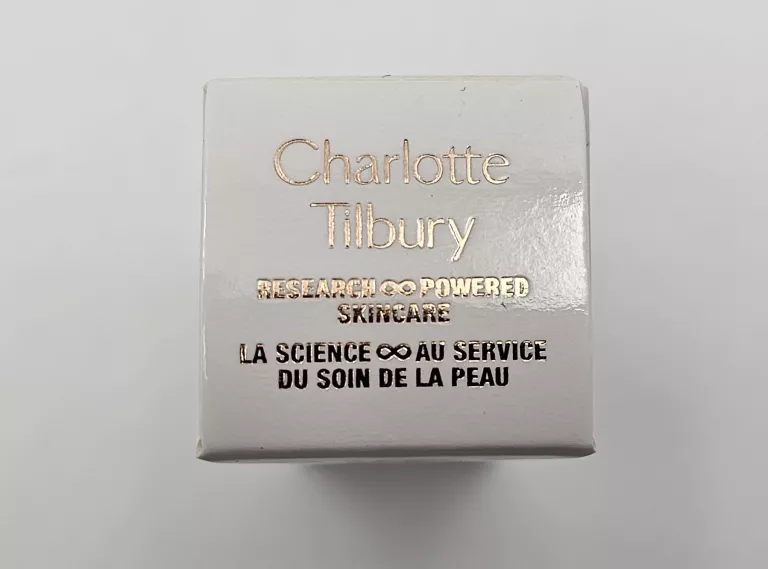 Charlotte
Tilbury
RESEARCH ∞ POWERED
SKINCARE
LA SCIENCE ∞ AU SERVICE
DU SOIN DE LA PEAU